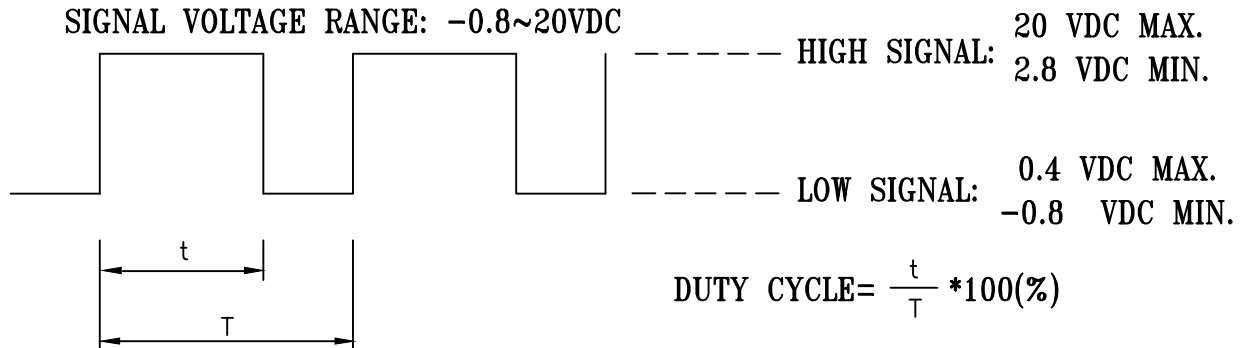 SIGNAL VOLTAGE RANGE: -0.8~20VDC
HIGH SIGNAL: 20 VDC MAX.
2.8 VDC MIN.
LOW SIGNAL: 0.4 VDC MAX.
-0.8 VDC MIN.
t
T
DUTY CYCLE= t/T *100(%)